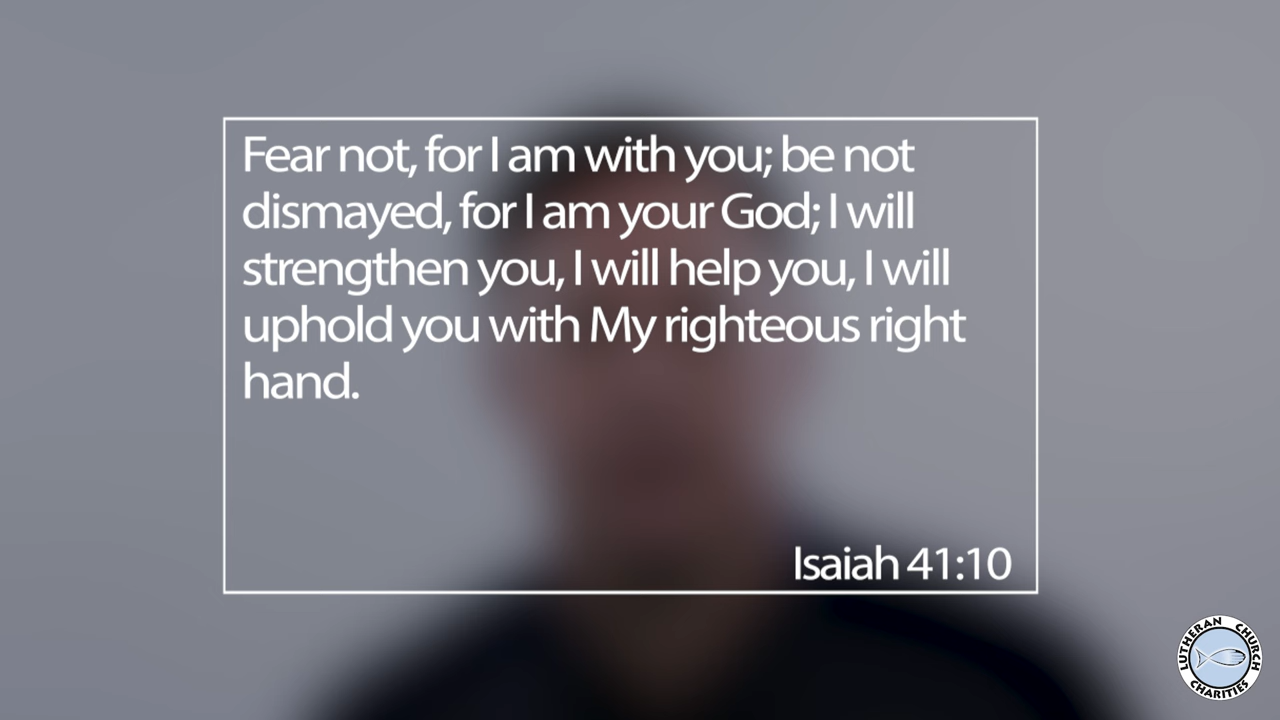 Fear not, for I am with you; be not
dismayed, for I am your God; I will
strengthen you, I will help you, I will
uphold you with My righteous right
hand.
Isaiah 41:10
LUTHERAN CHURCH
CHARITIES